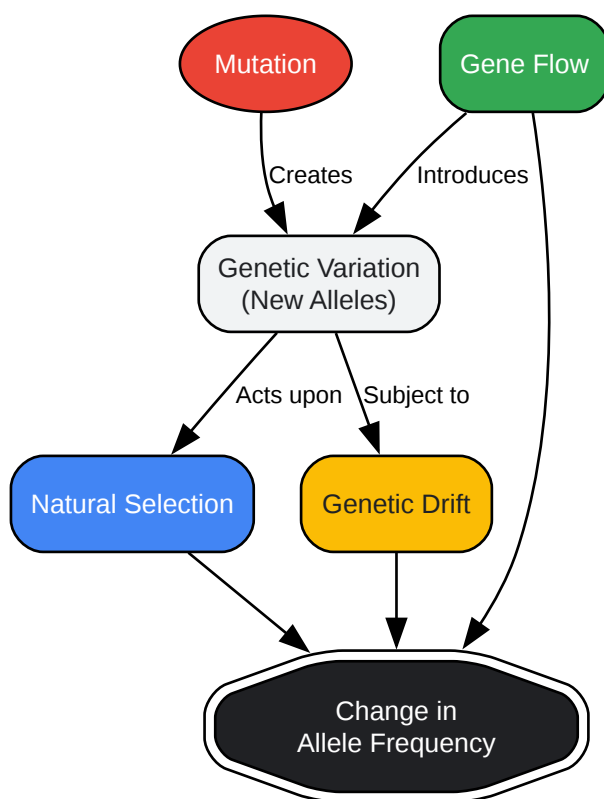 Mutation
Gene Flow
Creates
Introduces
Genetic Variation
(New Alleles)
Acts upon
Subject to
Natural Selection
Genetic Drift
Change in
Allele Frequency